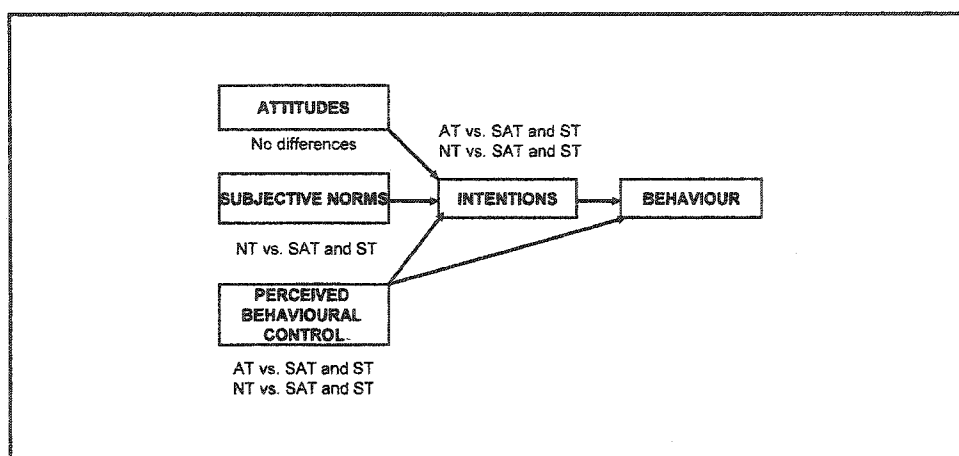 ATTITUDES
No differences
AT vs. SAT and ST
NT vs. SAT and ST
SUBJECTIVE NORMS
INTENTIONS
BEHAVIOUR
NT vs. SAT and ST
PERCEIVED
BEHAVIOURAL
CONTROL
AT vs. SAT and ST
NT vs. SAT and ST